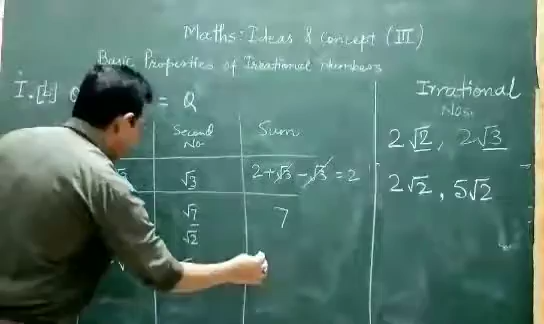 Maths: Ideas & Concept (III)
Basic Properties of Irrational numbers
I. [L] = Q
Second No. Sum
√3 2+√3-√3 = 2
√7 7
√2
Irrational
Nos.
2√2, 2√3
2√2, 5√2